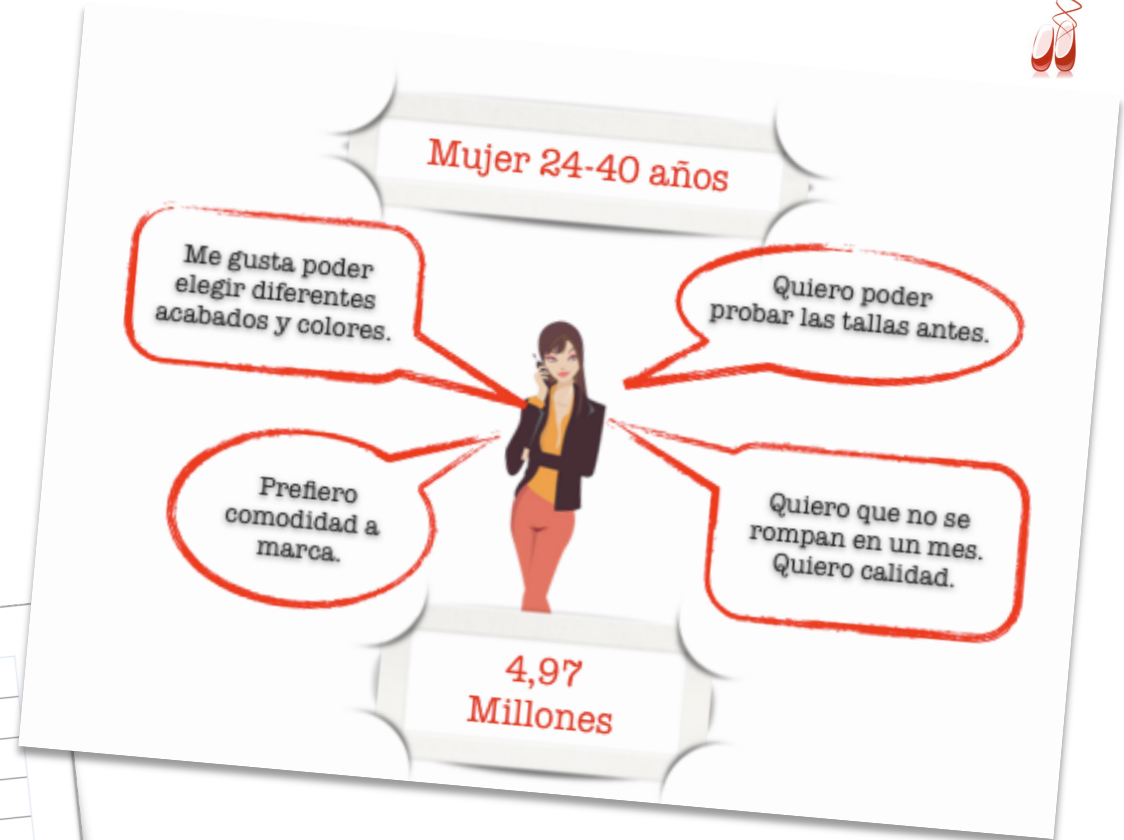 Mujer 24-40 años
Me gusta poder
elegir diferentes
acabados y colores.
Quiero poder
probar las tallas antes.
Prefiero
comodidad a
marca.
Quiero que no se
rompan en un mes.
Quiero calidad.
4,97
Millones